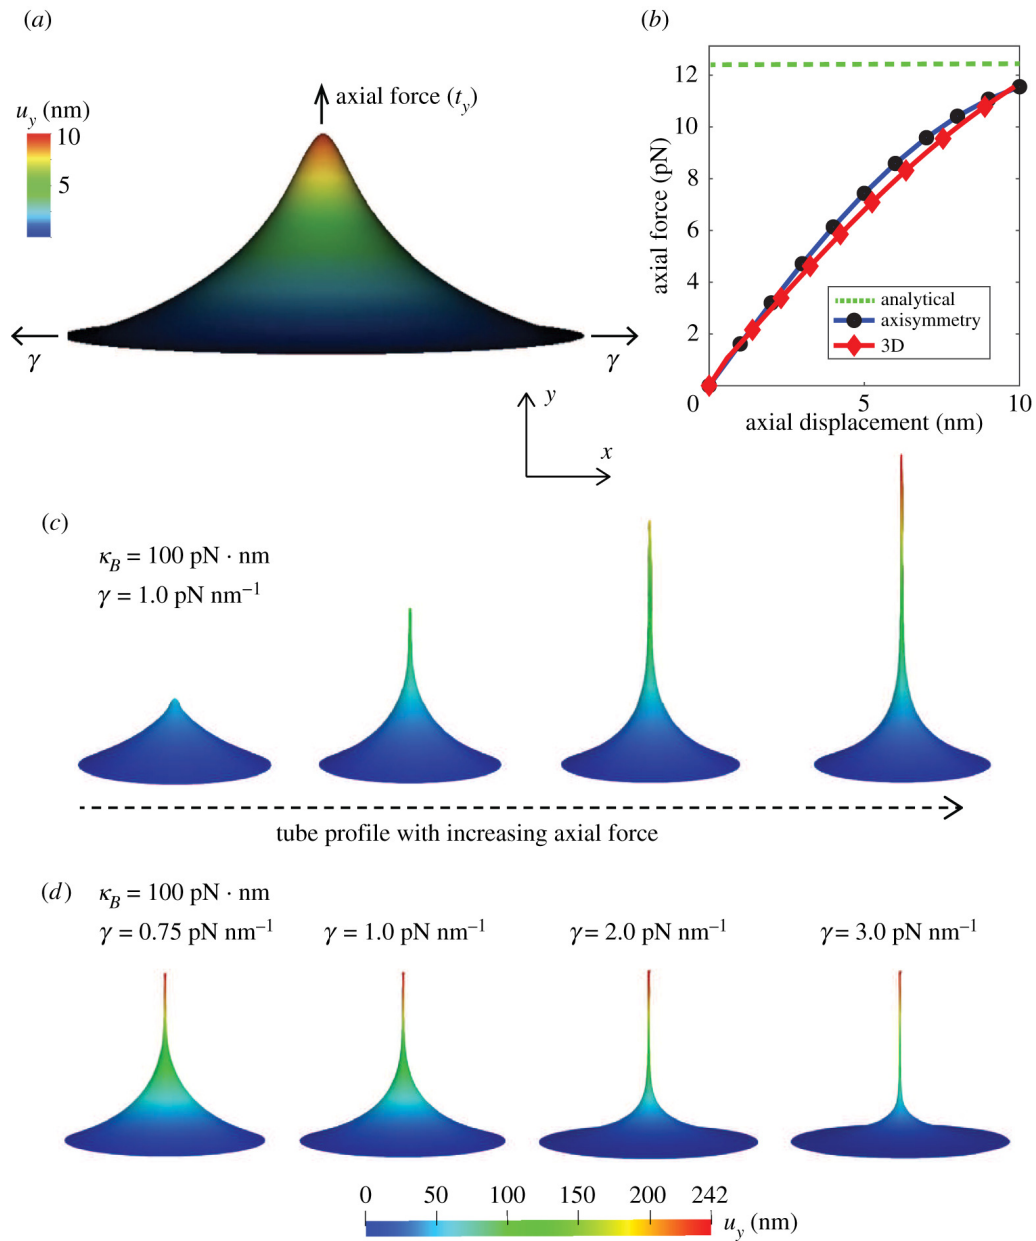 (a)
axial force (t_y)
u_y (nm)
10
5
γ
γ
y
x
(b)
12
10
8
6
4
2
0
5
10
axial force (pN)
axial displacement (nm)
analytical
axisymmetry
3D
(c)
κ_B = 100 pN · nm
γ = 1.0 pN nm⁻¹
tube profile with increasing axial force
(d)
κ_B = 100 pN · nm
γ = 0.75 pN nm⁻¹
γ = 1.0 pN nm⁻¹
γ = 2.0 pN nm⁻¹
γ = 3.0 pN nm⁻¹
0 50 100 150 200 242
u_y (nm)